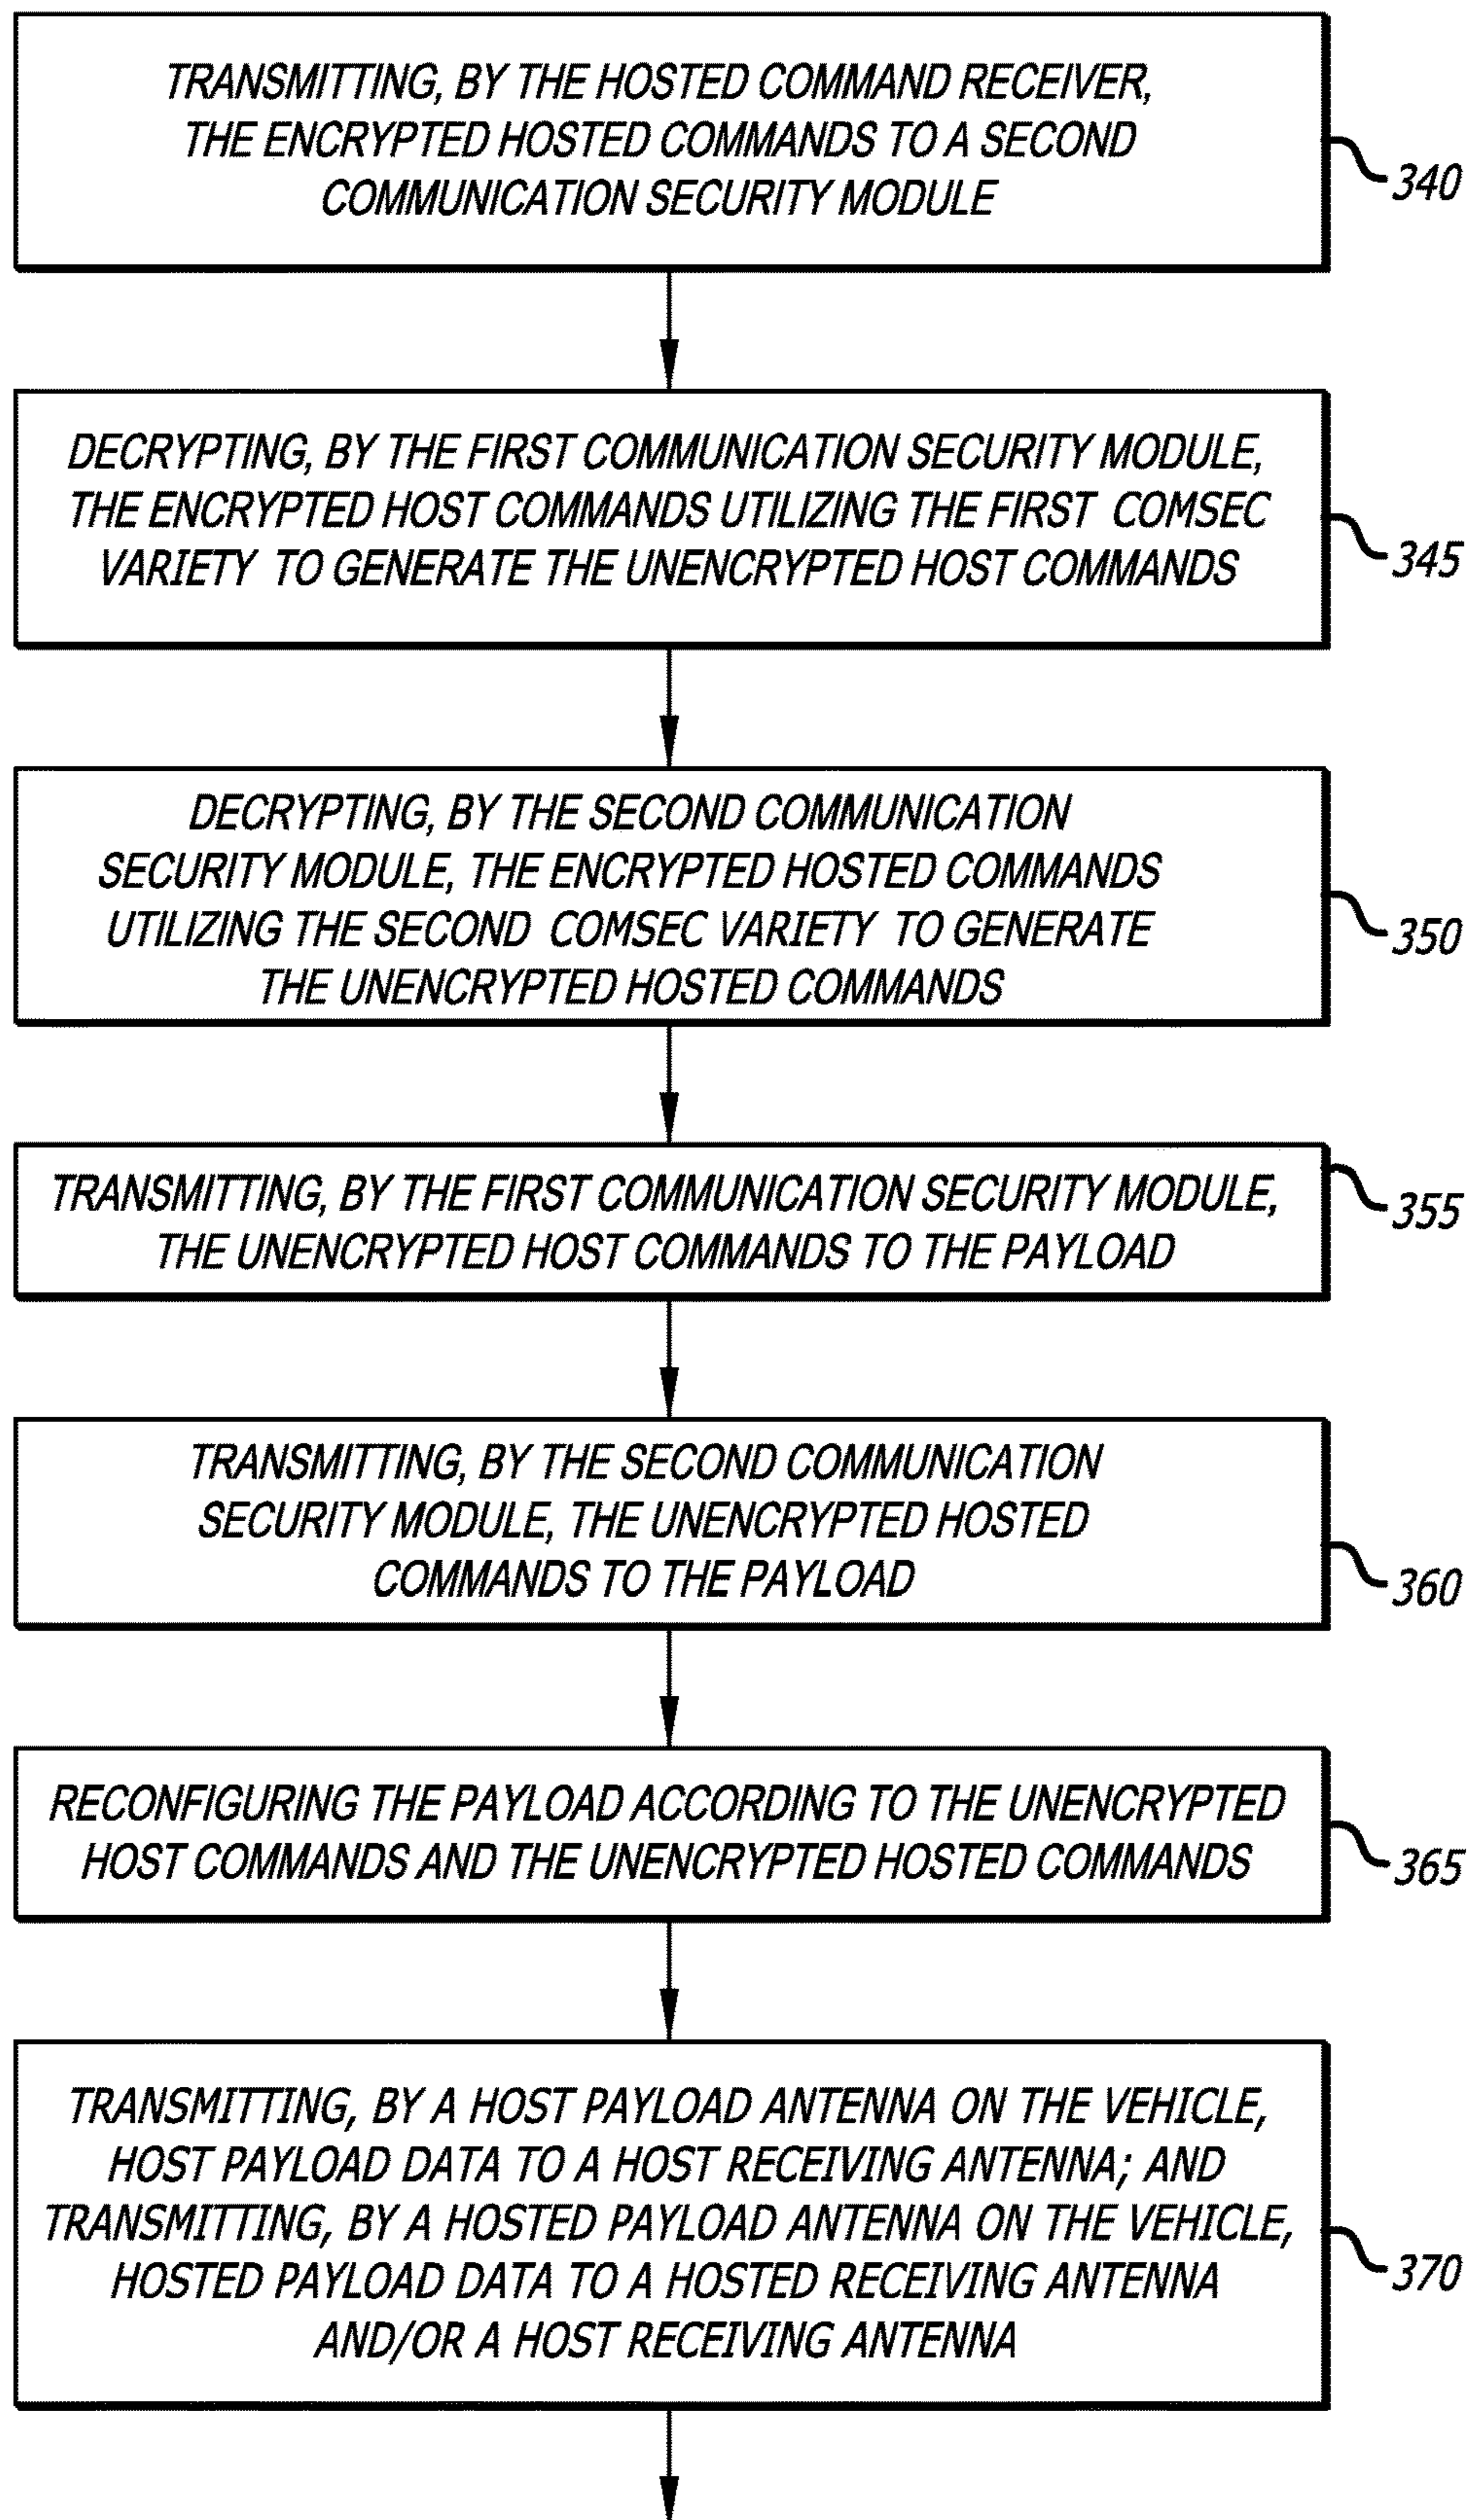 TRANSMITTING, BY THE HOSTED COMMAND RECEIVER,
THE ENCRYPTED HOSTED COMMANDS TO A SECOND
COMMUNICATION SECURITY MODULE
340
DECRYPTING, BY THE FIRST COMMUNICATION SECURITY MODULE,
THE ENCRYPTED HOST COMMANDS UTILIZING THE FIRST COMSEC
VARIETY TO GENERATE THE UNENCRYPTED HOST COMMANDS
345
DECRYPTING, BY THE SECOND COMMUNICATION
SECURITY MODULE, THE ENCRYPTED HOSTED COMMANDS
UTILIZING THE SECOND COMSEC VARIETY TO GENERATE
THE UNENCRYPTED HOSTED COMMANDS
350
TRANSMITTING, BY THE FIRST COMMUNICATION SECURITY MODULE,
THE UNENCRYPTED HOST COMMANDS TO THE PAYLOAD
355
TRANSMITTING, BY THE SECOND COMMUNICATION
SECURITY MODULE, THE UNENCRYPTED HOSTED
COMMANDS TO THE PAYLOAD
360
RECONFIGURING THE PAYLOAD ACCORDING TO THE UNENCRYPTED
HOST COMMANDS AND THE UNENCRYPTED HOSTED COMMANDS
365
TRANSMITTING, BY A HOST PAYLOAD ANTENNA ON THE VEHICLE,
HOST PAYLOAD DATA TO A HOST RECEIVING ANTENNA; AND
TRANSMITTING, BY A HOSTED PAYLOAD ANTENNA ON THE VEHICLE,
HOSTED PAYLOAD DATA TO A HOSTED RECEIVING ANTENNA
AND/OR A HOST RECEIVING ANTENNA
370